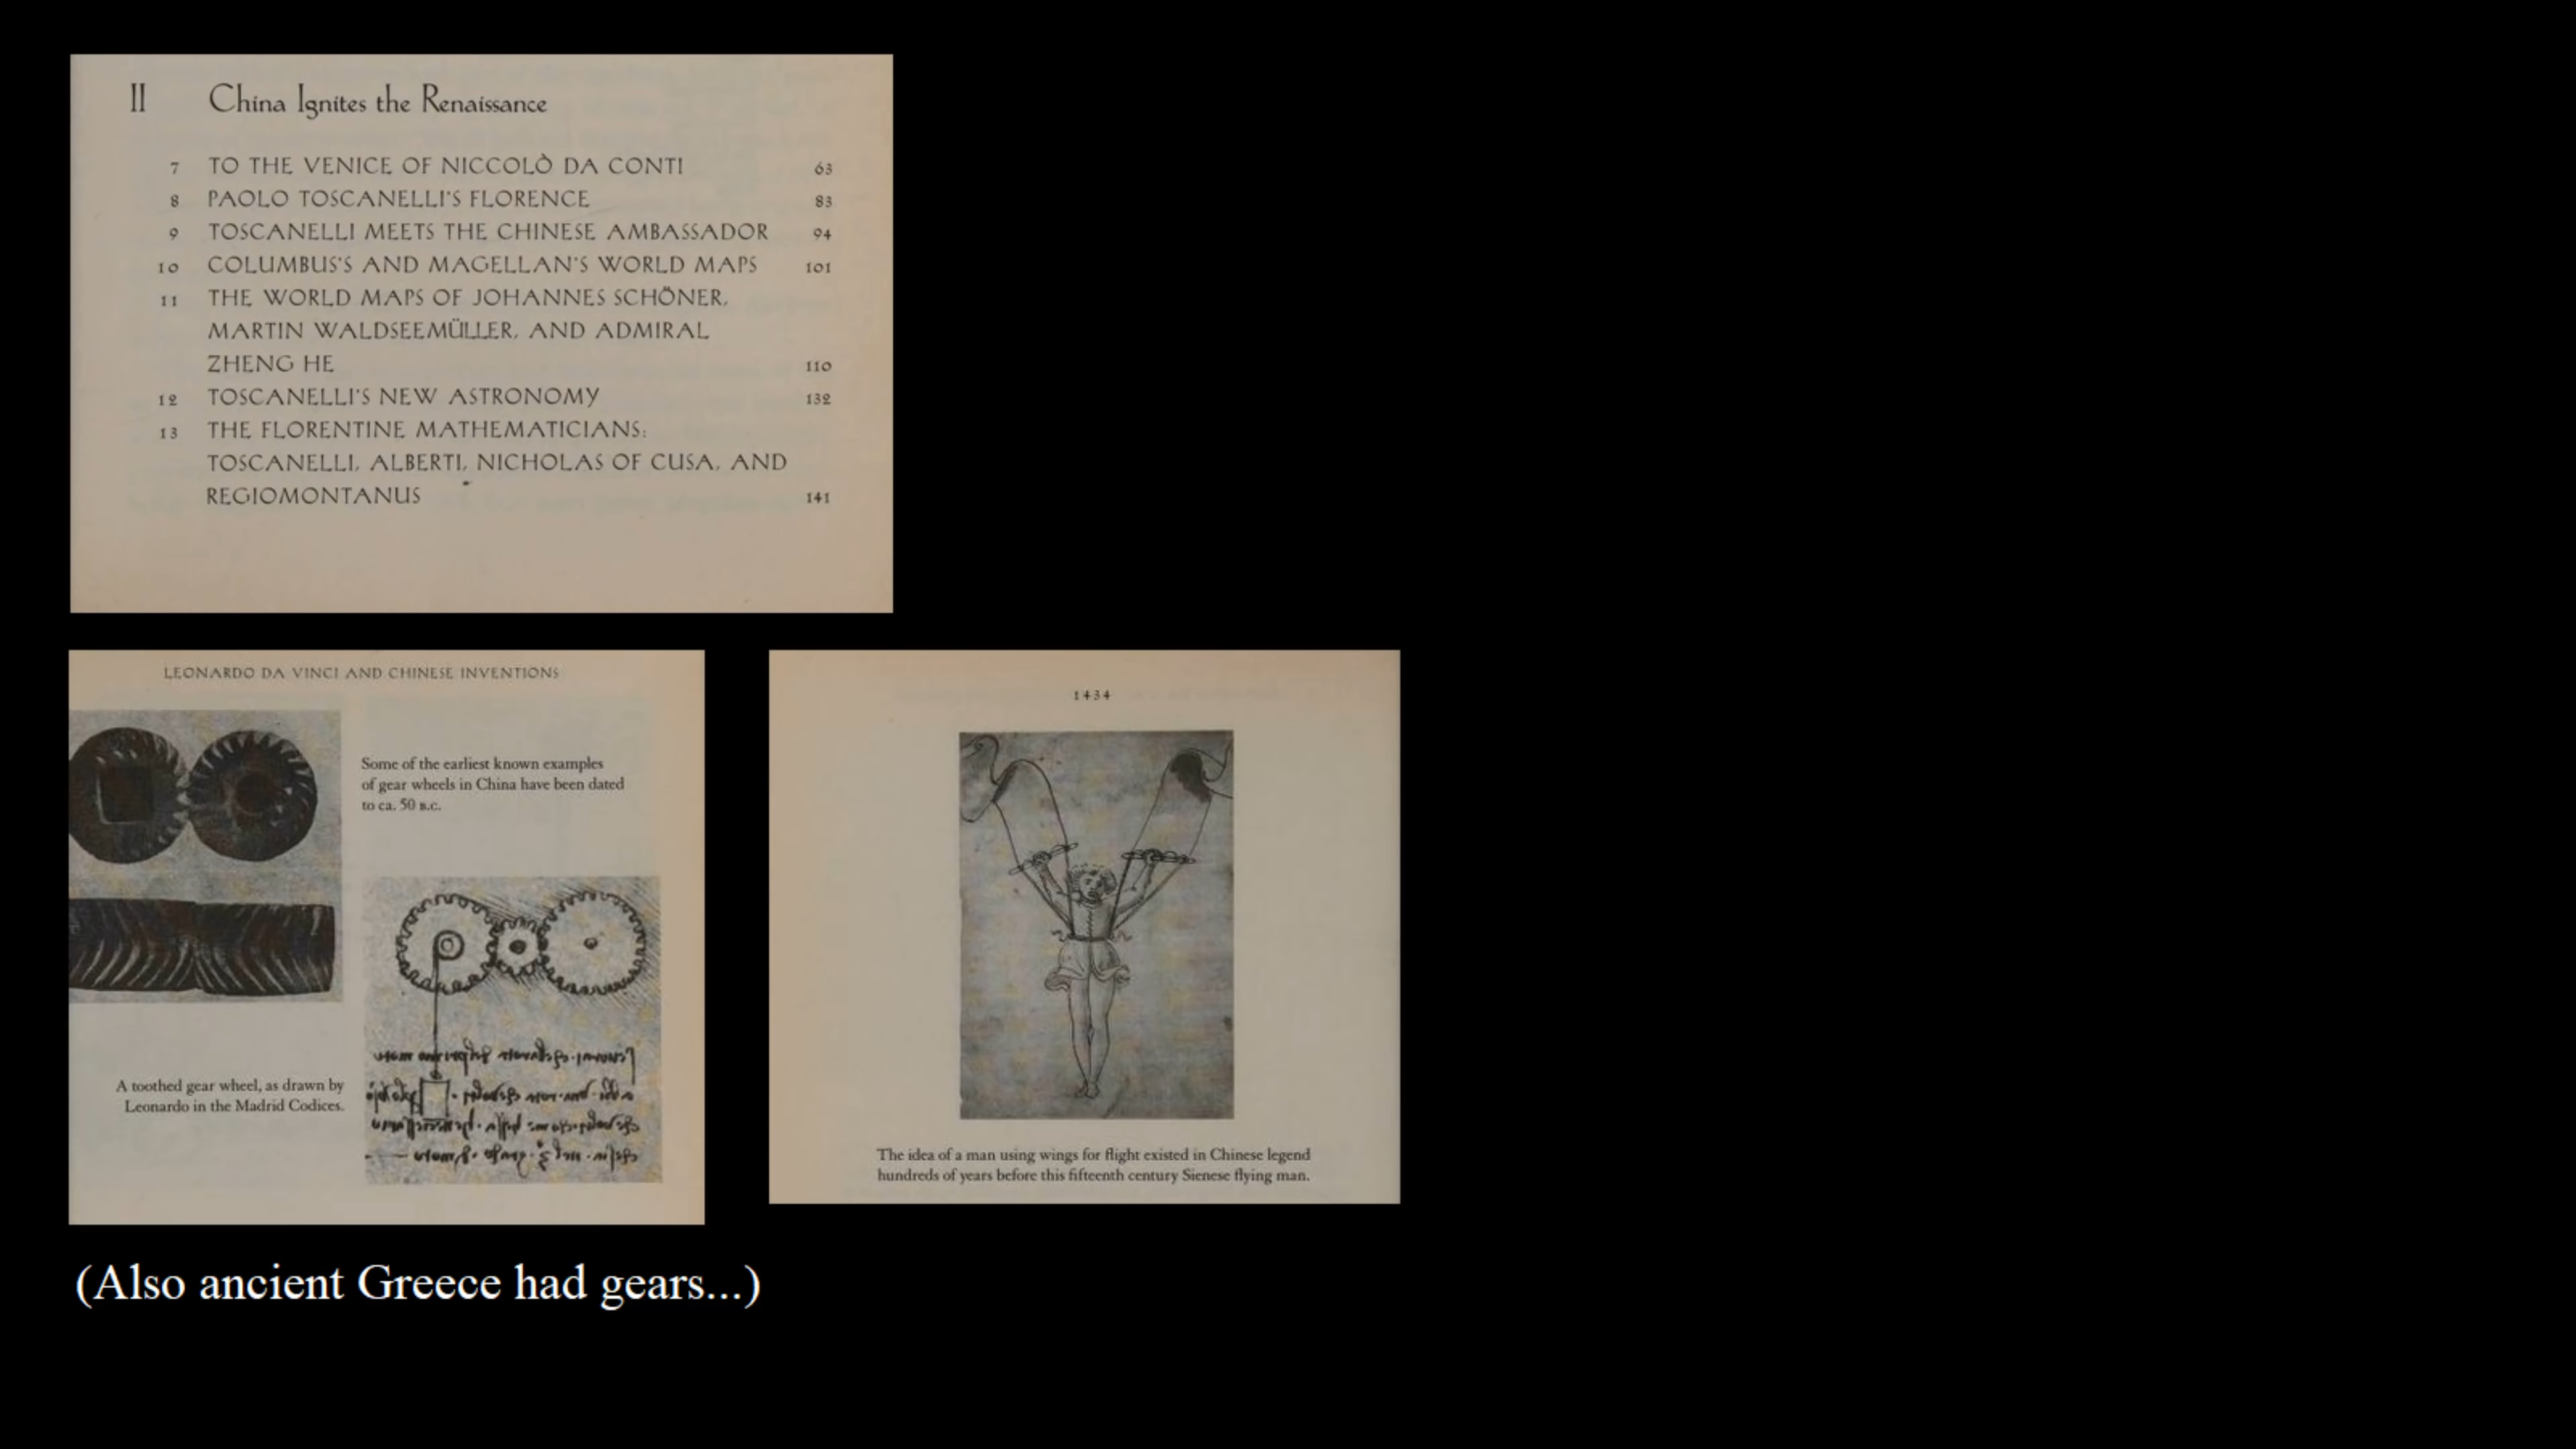 II China Ignites the Renaissance
7 TO THE VENICE OF NICCOLÒ DA CONTI 63
8 PAOLO TOSCANELLI'S FLORENCE 83
9 TOSCANELLI MEETS THE CHINESE AMBASSADOR 94
10 COLUMBUS'S AND MAGELLAN'S WORLD MAPS 101
11 THE WORLD MAPS OF JOHANNES SCHÖNER,
MARTIN WALDSEEMÜLLER, AND ADMIRAL
ZHENG HE 110
12 TOSCANELLI'S NEW ASTRONOMY 132
13 THE FLORENTINE MATHEMATICIANS:
TOSCANELLI, ALBERTI, NICHOLAS OF CUSA, AND
REGIOMONTANUS 141
LEONARDO DA VINCI AND CHINESE INVENTIONS
Some of the earliest known examples
of gear wheels in China have been dated
to ca. 50 B.C.
A toothed gear wheel, as drawn by
Leonardo in the Madrid Codices.
1434
The idea of a man using wings for flight existed in Chinese legend
hundreds of years before this fifteenth century Sienese flying man.
(Also ancient Greece had gears...)